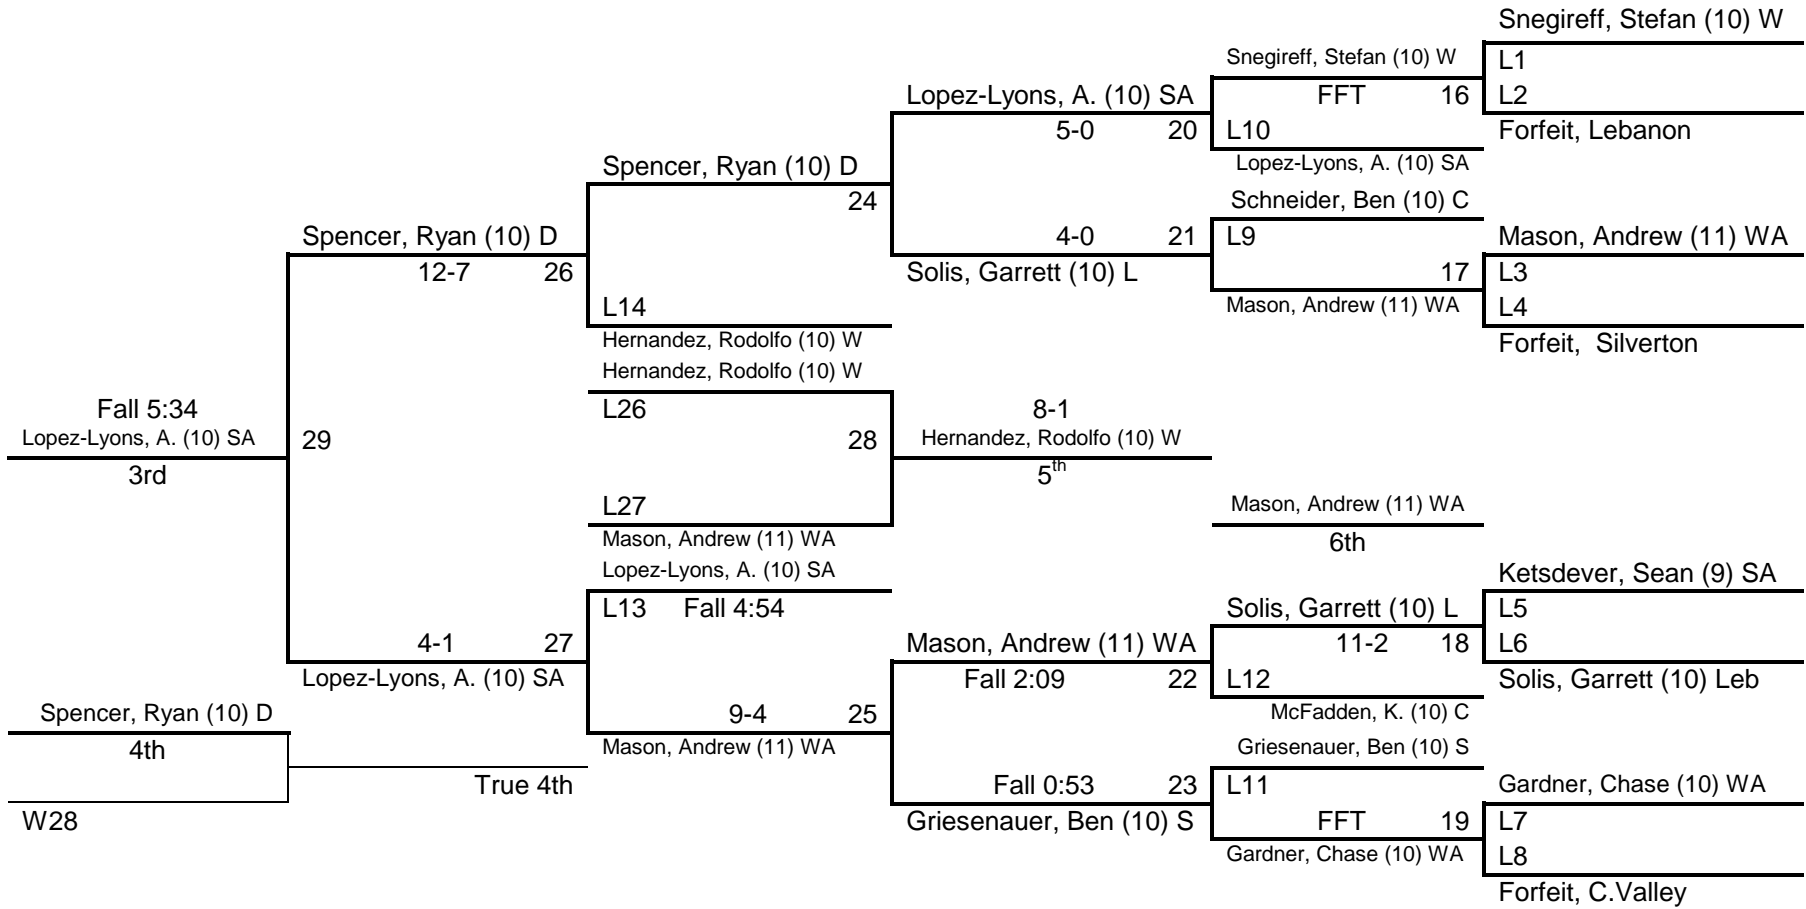 Snegireff, Stefan (10) W
Snegireff, Stefan (10) W
L1
Lopez-Lyons, A. (10) SA
FFT 16
L2
5-0 20
L10
Forfeit, Lebanon
Spencer, Ryan (10) D
Lopez-Lyons, A. (10) SA
24
Schneider, Ben (10) C
Spencer, Ryan (10) D
4-0 21
L9
Mason, Andrew (11) WA
12-7 26
Solis, Garrett (10) L
17
L3
L14
Mason, Andrew (11) WA
L4
Hernandez, Rodolfo (10) W
Forfeit, Silverton
Hernandez, Rodolfo (10) W
Fall 5:34
L26
8-1
Lopez-Lyons, A. (10) SA
29
28
Hernandez, Rodolfo (10) W
3rd
5th
L27
Mason, Andrew (11) WA
Mason, Andrew (11) WA
6th
Lopez-Lyons, A. (10) SA
Ketsdever, Sean (9) SA
L13 Fall 4:54
Solis, Garrett (10) L
L5
4-1 27
Mason, Andrew (11) WA
11-2 18
L6
Lopez-Lyons, A. (10) SA
Fall 2:09 22
L12
Solis, Garrett (10) Leb
Spencer, Ryan (10) D
9-4 25
McFadden, K. (10) C
4th
Mason, Andrew (11) WA
Griesenauer, Ben (10) S
True 4th
Fall 0:53 23
L11
Gardner, Chase (10) WA
W28
Griesenauer, Ben (10) S
FFT 19
L7
Gardner, Chase (10) WA
L8
Forfeit, C.Valley